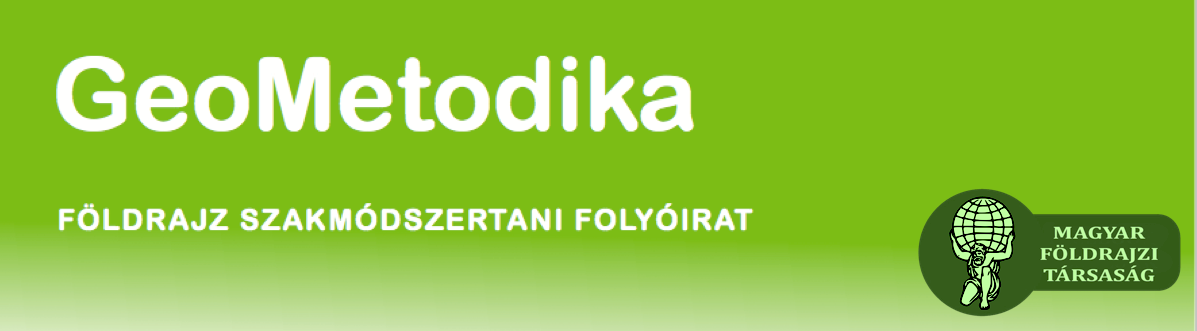 GeoMetodika
FÖLDRAJZ SZAKMÓDSZERTANI FOLYÓIRAT
MAGYAR
FÖLDRAJZI
TÁRSASÁG